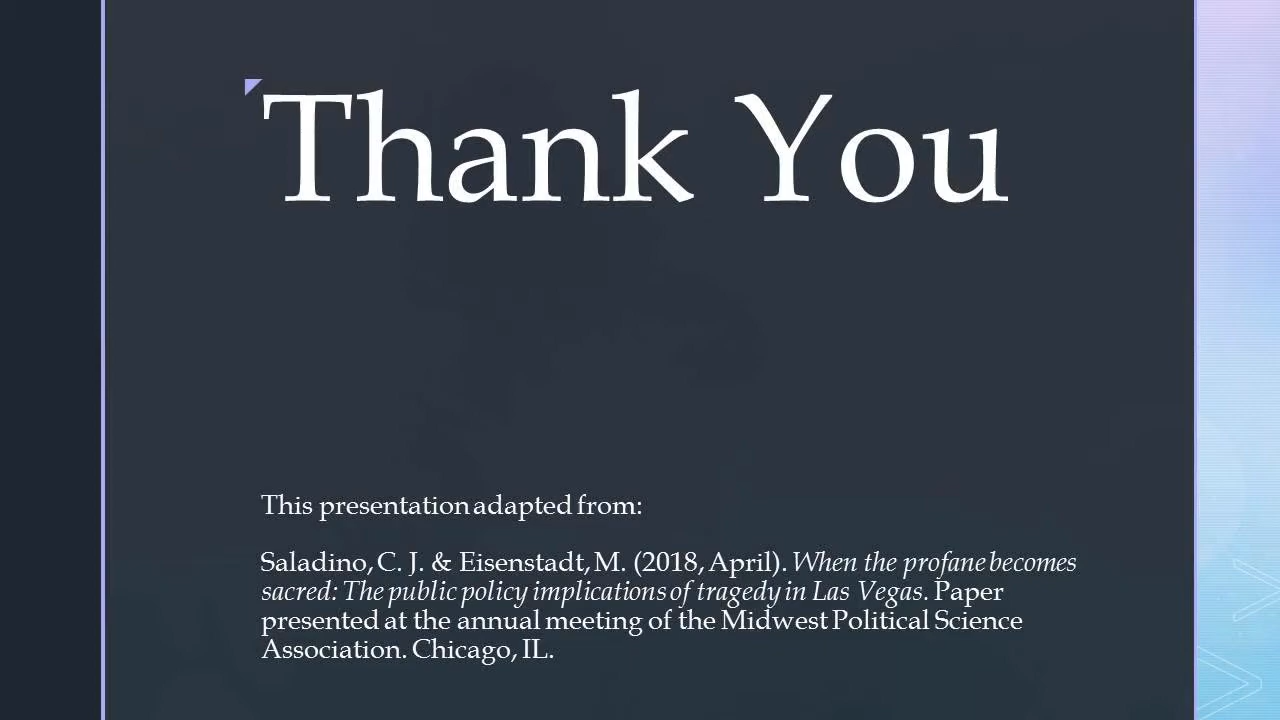 Thank You
This presentation adapted from:
Saladino, C. J. & Eisenstadt, M. (2018, April). When the profane becomes
sacred: The public policy implications of tragedy in Las Vegas. Paper
presented at the annual meeting of the Midwest Political Science
Association. Chicago, IL.